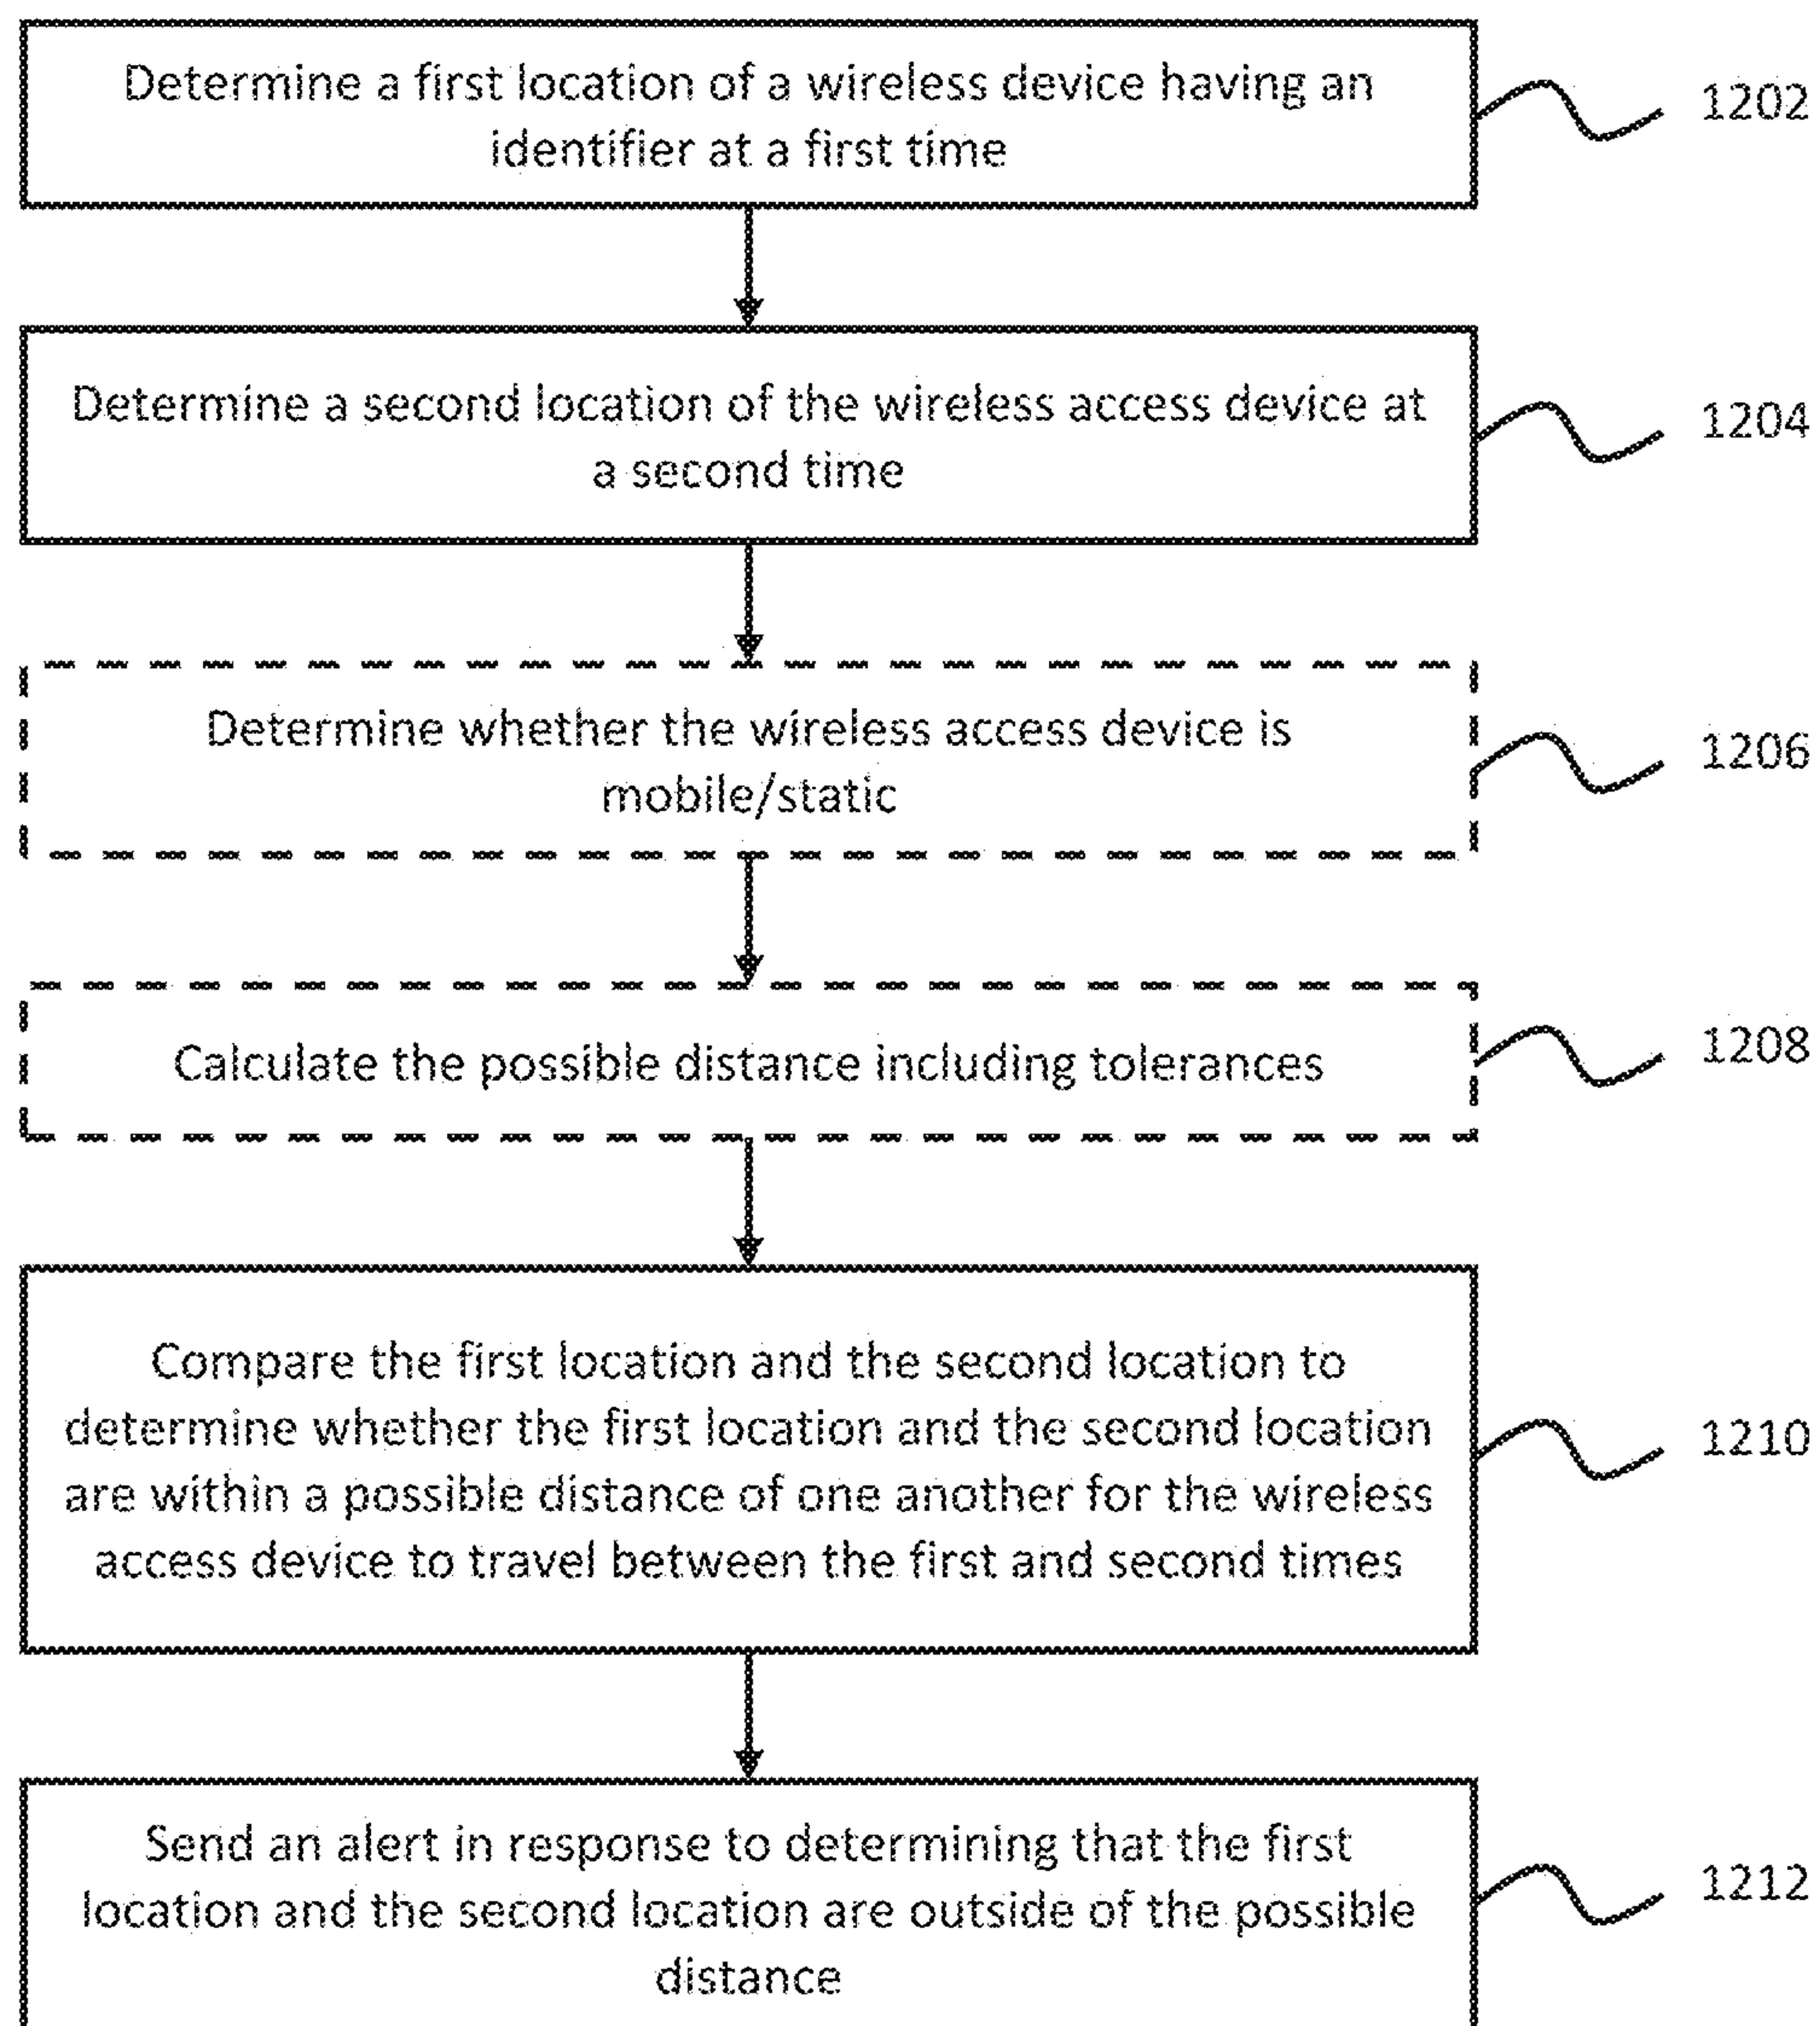 Determine a first location of a wireless device having an
identifier at a first time
1202
Determine a second location of the wireless access device at
a second time
1204
Determine whether the wireless access device is
mobile/static
1206
Calculate the possible distance including tolerances
1208
Compare the first location and the second location to
determine whether the first location and the second location
are within a possible distance of one another for the wireless
access device to travel between the first and second times
1210
Send an alert in response to determining that the first
location and the second location are outside of the possible
distance
1212